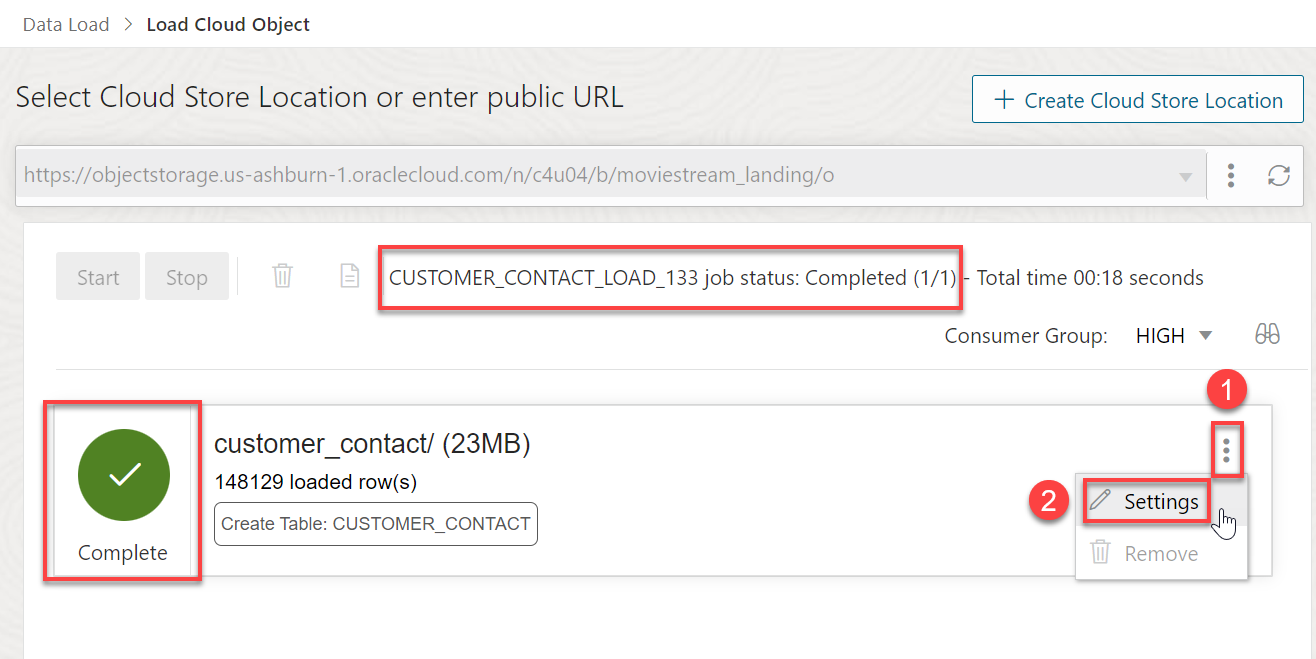 Data Load > Load Cloud Object
Select Cloud Store Location or enter public URL
+ Create Cloud Store Location
https://objectstorage.us-ashburn-1.oraclecloud.com/n/c4u04/b/moviestream_landing/o
Start Stop CUSTOMER_CONTACT_LOAD_133 job status: Completed (1/1) - Total time 00:18 seconds
Consumer Group: HIGH
1
customer_contact/ (23MB)
148129 loaded row(s)
2 Settings
Create Table: CUSTOMER_CONTACT
Complete
Remove